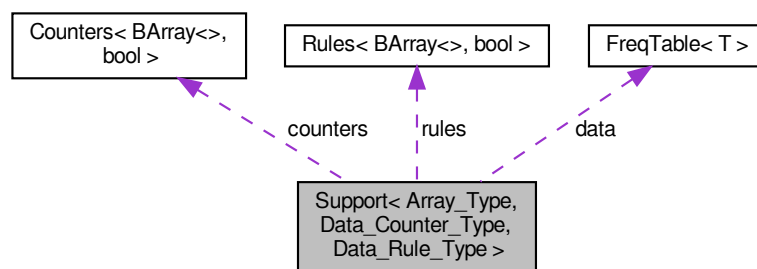 Counters< BArray<>,
bool >
Rules< BArray<>, bool >
FreqTable< T >
counters
rules
data
Support< Array_Type,
Data_Counter_Type,
Data_Rule_Type >